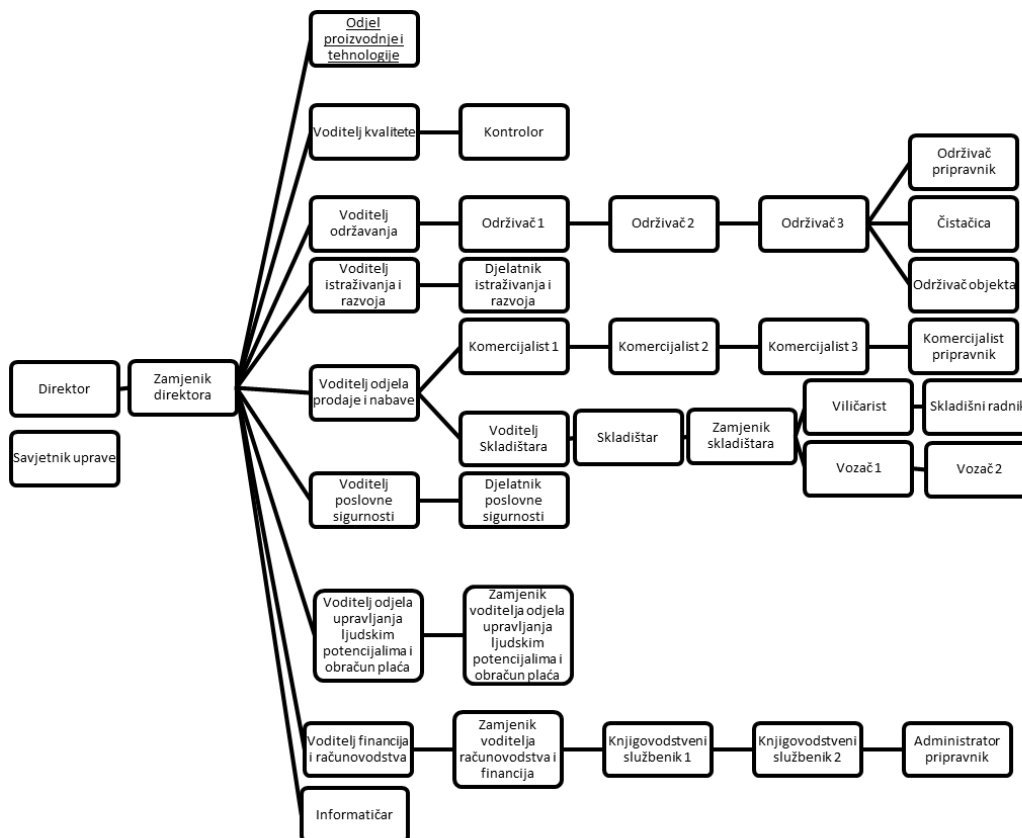 Odjel
proizvodnje i
tehnologije
Voditelj kvalitete
Kontrolor
Održivač
pripravnik
Voditelj
održavanja
Održivač 1
Održivač 2
Održivač 3
Čistačica
Voditelj
istraživanja i
razvoja
Djelatnik
istraživanja i
razvoja
Održivač objekta
Komercijalist 1
Komercijalist 2
Komercijalist 3
Komercijalist
pripravnik
Direktor
Zamjenik
direktora
Voditelj odjela
prodaje i nabave
Viličarist
Skladišni radnik
Voditelj
Skladištara
Skladištar
Zamjenik
skladištara
Savjetnik uprave
Vozač 1
Vozač 2
Voditelj
poslovne
sigurnosti
Djelatnik
poslovne
sigurnosti
Voditelj odjela
upravljanja
ljudskim
potencijalima i
obračun plaća
Zamjenik
voditelja odjela
upravljanja
ljudskim
potencijalima i
obračun plaća
Voditelj financija
i računovodstva
Zamjenik
voditelja
računovodstva i
financija
Knjigovodstveni
službenik 1
Knjigovodstveni
službenik 2
Administrator
pripravnik
Informatičar